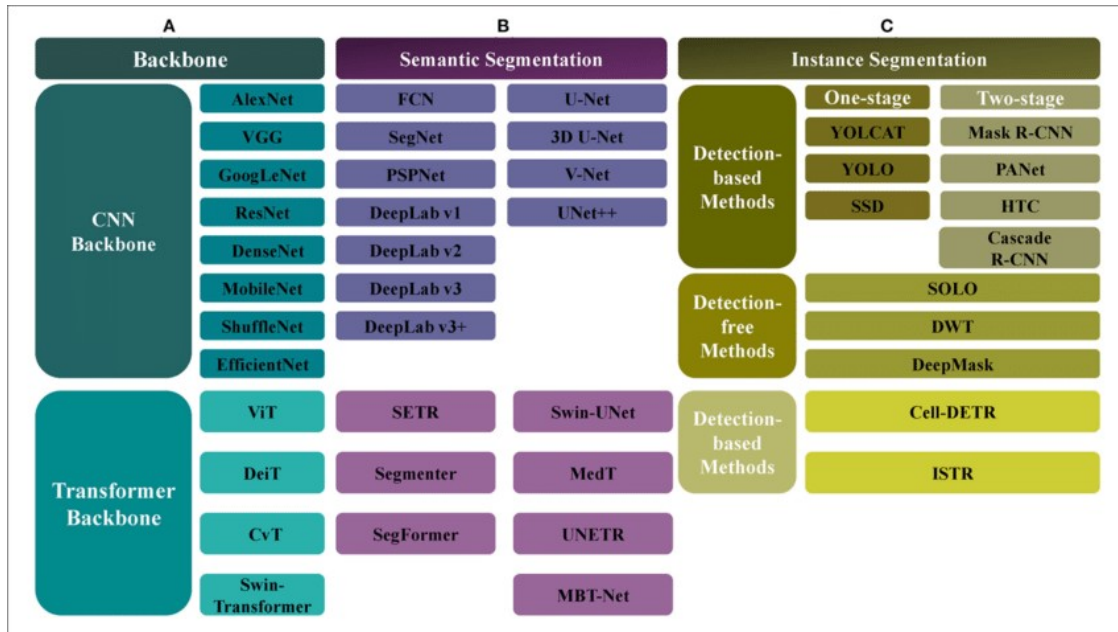 A
B
C
Backbone
Semantic Segmentation
Instance Segmentation
CNN
Backbone
AlexNet
VGG
GoogLeNet
ResNet
DenseNet
MobileNet
ShuffleNet
EfficientNet
FCN
SegNet
PSPNet
DeepLab v1
DeepLab v2
DeepLab v3
DeepLab v3+
U-Net
3D U-Net
V-Net
UNet++
Detection-
based
Methods
One-stage
YOLCAT
YOLO
SSD
Two-stage
Mask R-CNN
PANet
HTC
Cascade
R-CNN
Detection-
free
Methods
SOLO
DWT
DeepMask
Transformer
Backbone
ViT
DeiT
CvT
Swin-
Transformer
SETR
Segmenter
SegFormer
Swin-UNet
MedT
UNETR
MBT-Net
Detection-
based
Methods
Cell-DETR
ISTR